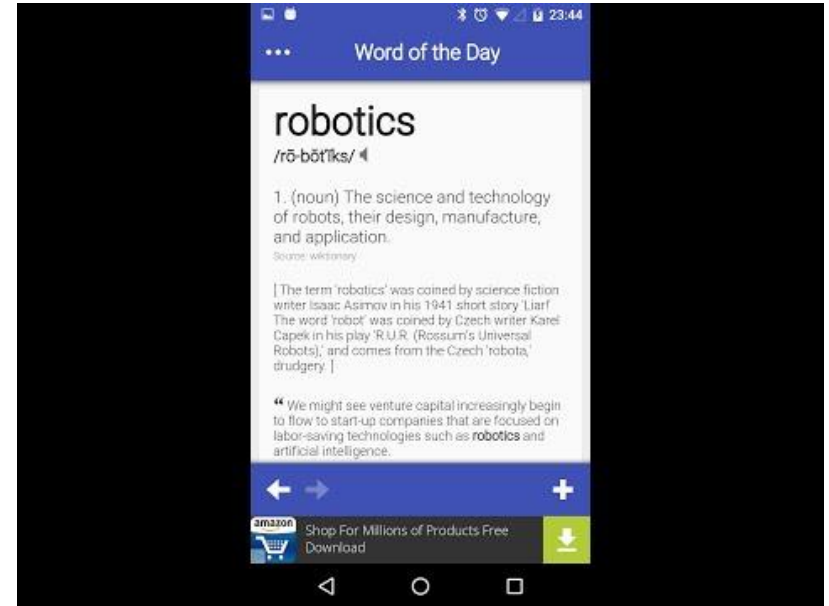 23:44
Word of the Day
robotics
/rō-bŏt'ĭks/
1. (noun) The science and technology
of robots, their design, manufacture,
and application.
Source: wiktionary
[ The term 'robotics' was coined by science fiction
writer Isaac Asimov in his 1941 short story 'Liar!'
The word 'robot' was coined by Czech writer Karel
Capek in his play 'R.U.R. (Rossum's Universal
Robots),' and comes from the Czech 'robota,'
drudgery. ]
“ We might see venture capital increasingly begin
to flow to start-up companies that are focused on
labor-saving technologies such as robotics and
artificial intelligence.
amazon
Shop For Millions of Products Free
Download